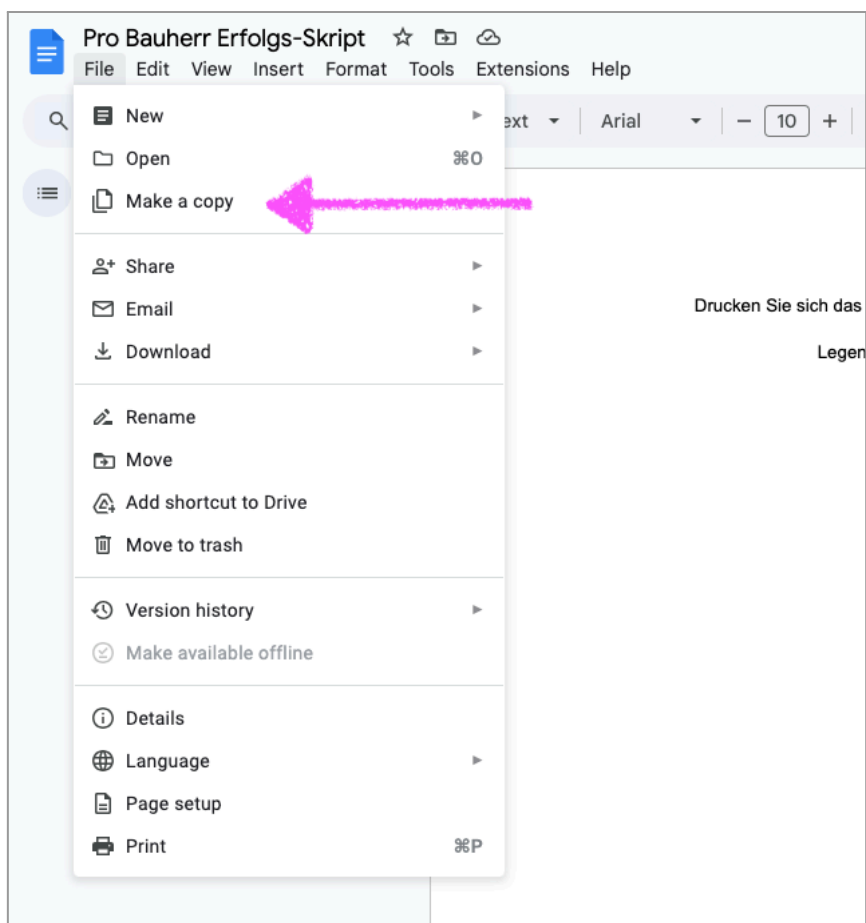 Pro Bauherr Erfolgs-Skript
File Edit View Insert Format Tools Extensions Help
ext Arial − 10 +
New
Open ⌘O
Make a copy
Share
Email
Download
Rename
Move
Add shortcut to Drive
Move to trash
Version history
Make available offline
Details
Language
Page setup
Print ⌘P
Drucken Sie sich das
Legen